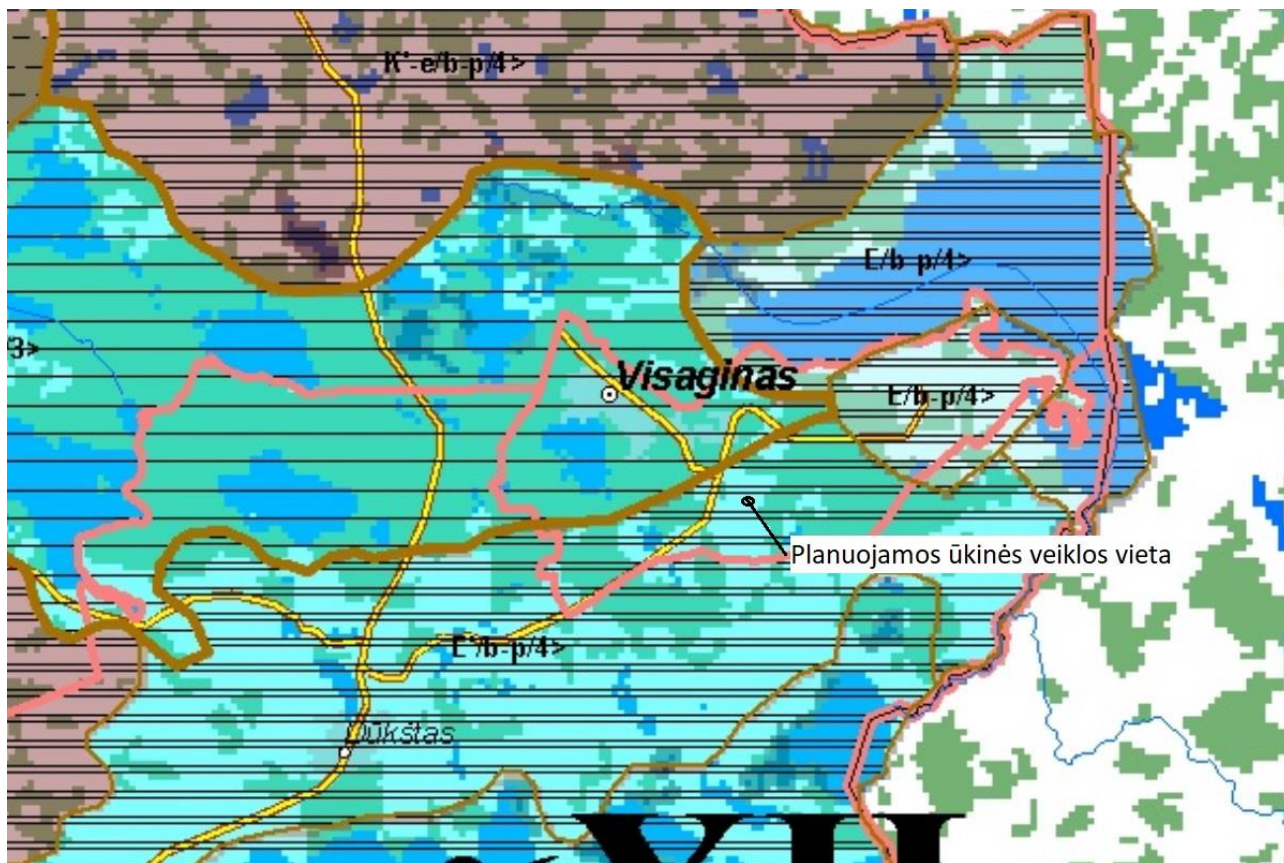 K'-e/b-p/4>
E/b-p/4>
3>
Visaginas
E/b-p/4>
Planuojamos ūkinės veiklos vieta
E'/b-p/4>
Dūkštas
XII